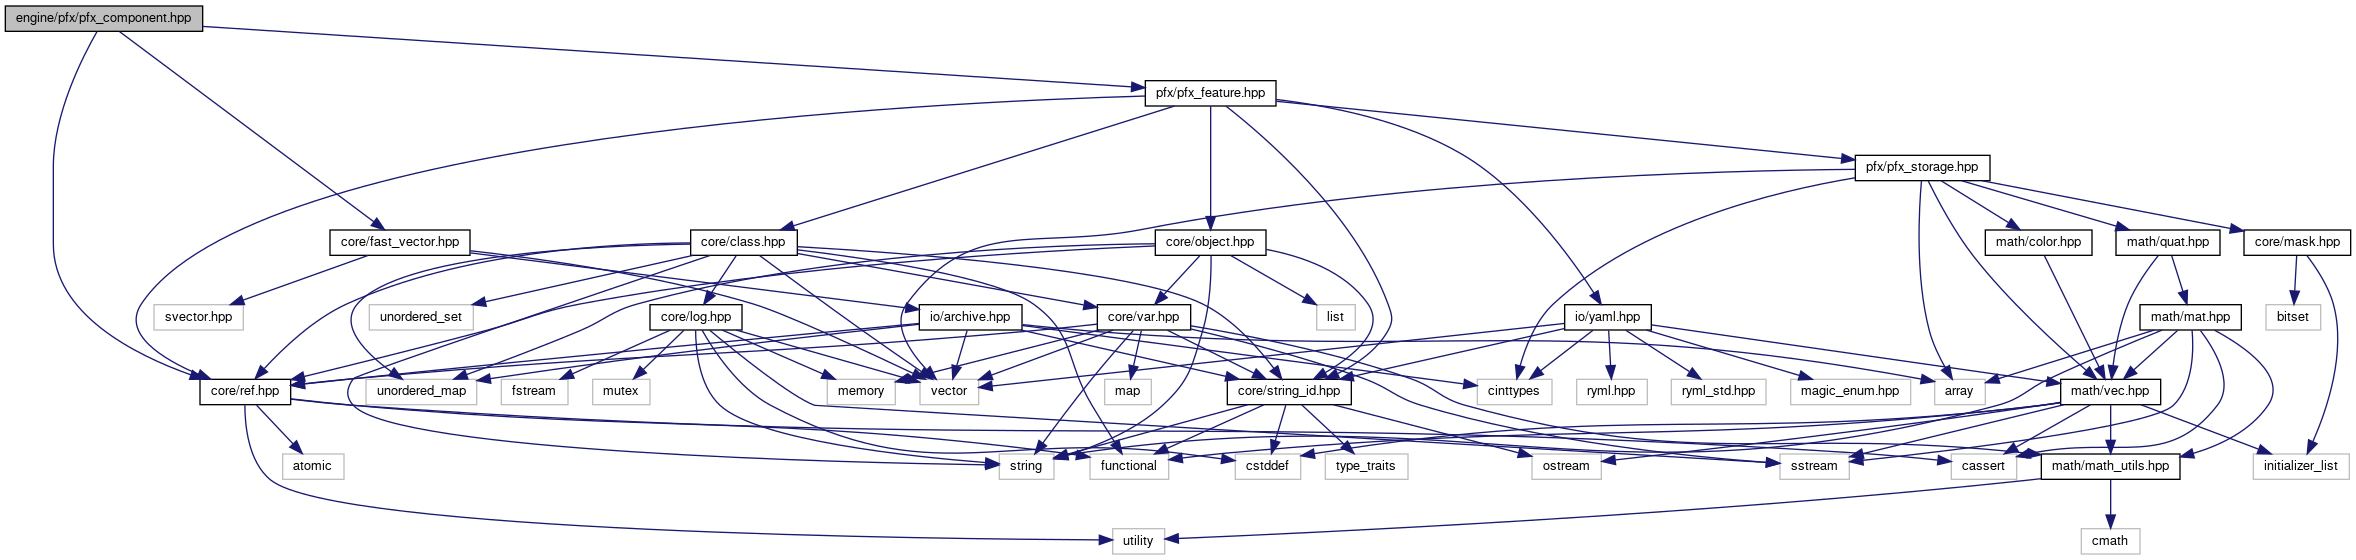 engine/pfx/pfx_component.hpp
pfx/pfx_feature.hpp
pfx/pfx_storage.hpp
core/fast_vector.hpp
core/class.hpp
core/object.hpp
math/color.hpp
math/quat.hpp
core/mask.hpp
svector.hpp
unordered_set
core/log.hpp
io/archive.hpp
core/var.hpp
list
io/yaml.hpp
math/mat.hpp
bitset
core/ref.hpp
unordered_map
fstream
mutex
memory
vector
map
core/string_id.hpp
cinttypes
ryml.hpp
ryml_std.hpp
magic_enum.hpp
array
math/vec.hpp
atomic
string
functional
cstddef
type_traits
ostream
sstream
cassert
math/math_utils.hpp
initializer_list
utility
cmath